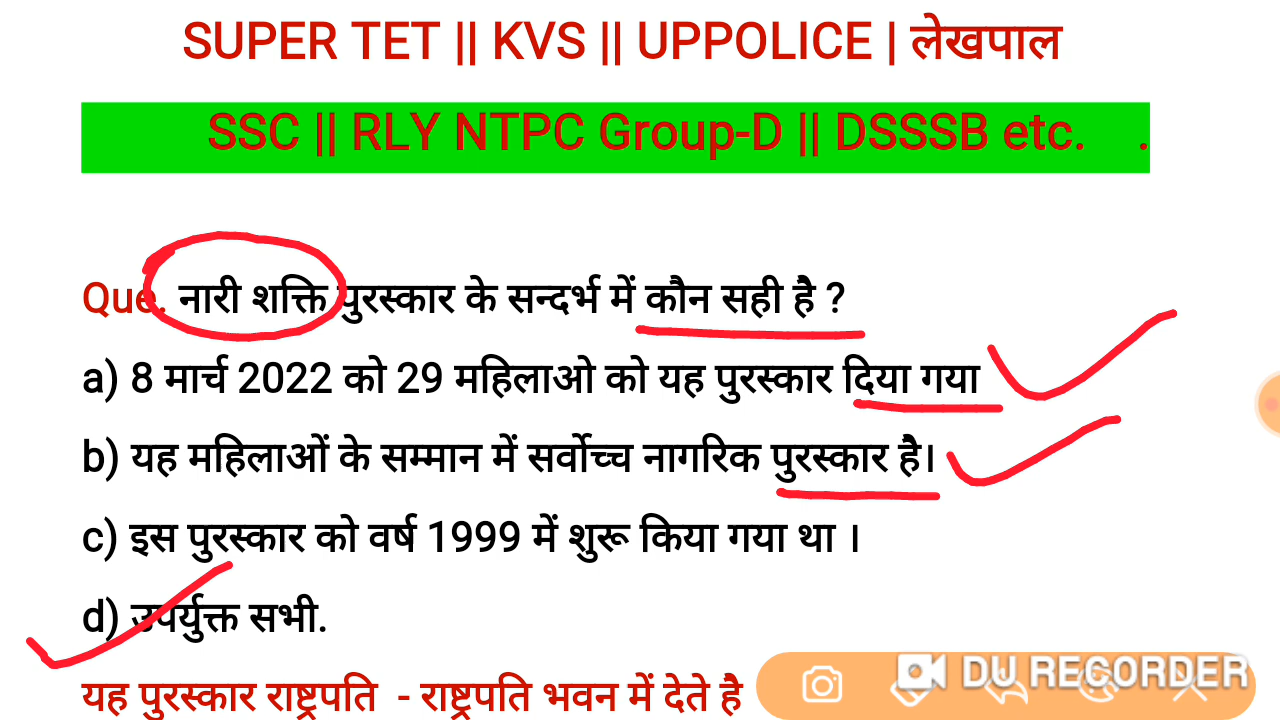 SUPER TET || KVS || UPPOLICE | लेखपाल
SSC || RLY NTPC Group-D || DSSSB etc. .
Que. नारी शक्ति पुरस्कार के सन्दर्भ में कौन सही है ?
a) 8 मार्च 2022 को 29 महिलाओ को यह पुरस्कार दिया गया
b) यह महिलाओं के सम्मान में सर्वोच्च नागरिक पुरस्कार है।
c) इस पुरस्कार को वर्ष 1999 में शुरू किया गया था ।
d) उपर्युक्त सभी.
यह पुरस्कार राष्ट्रपति - राष्ट्रपति भवन में देते है
DU RECORDER